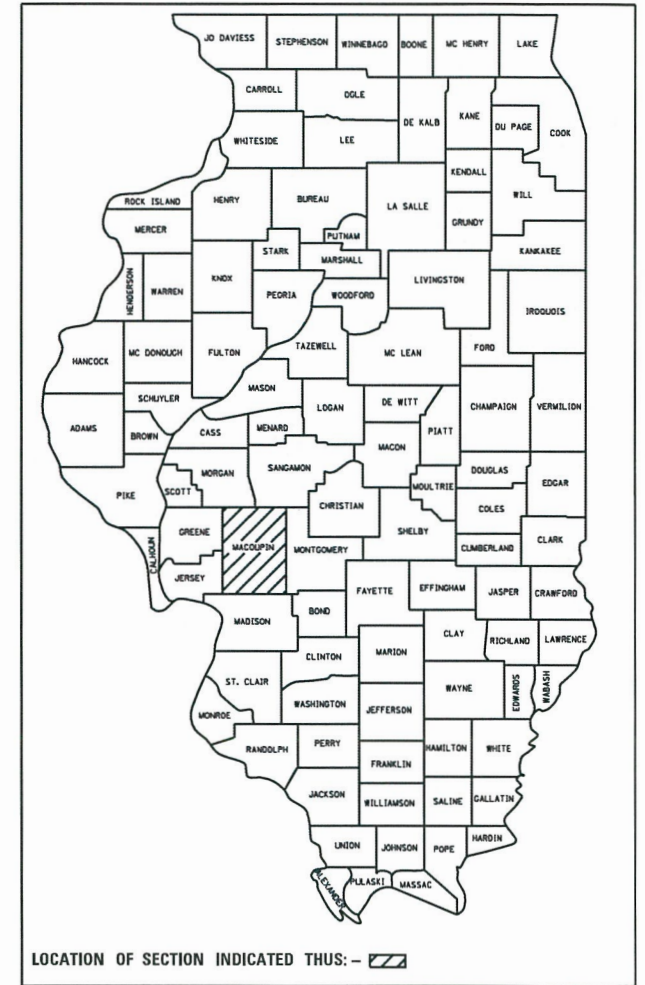 JO DAVIESS STEPHENSON WINNEBAGO BOONE MC HENRY LAKE
CARROLL OGLE DE KALB KANE DU PAGE COOK
WHITESIDE LEE
KENDALL WILL
ROCK ISLAND HENRY BUREAU LA SALLE GRUNDY
MERCER PUTNAM
STARK MARSHALL KANKAKEE
HENDERSON WARREN KNOX PEORIA WOODFORD LIVINGSTON IROQUOIS
HANCOCK MC DONOUGH FULTON TAZEWELL MC LEAN FORD
SCHUYLER MASON LOGAN DE WITT CHAMPAIGN VERMILION
ADAMS BROWN CASS MENARD MACON PIATT
MORGAN SANGAMON DOUGLAS EDGAR
PIKE SCOTT CHRISTIAN MOULTRIE COLES
GREENE MACOUPIN MONTGOMERY SHELBY CUMBERLAND CLARK
CALHOUN JERSEY FAYETTE EFFINGHAM JASPER CRAWFORD
MADISON BOND
CLAY RICHLAND LAWRENCE
CLINTON MARION
ST. CLAIR WAYNE EDWARDS WABASH
WASHINGTON JEFFERSON
MONROE
RANDOLPH PERRY HAMILTON WHITE
FRANKLIN
JACKSON WILLIAMSON SALINE GALLATIN
UNION JOHNSON POPE HARDIN
ALEXANDER PULASKI MASSAC
LOCATION OF SECTION INDICATED THUS: -